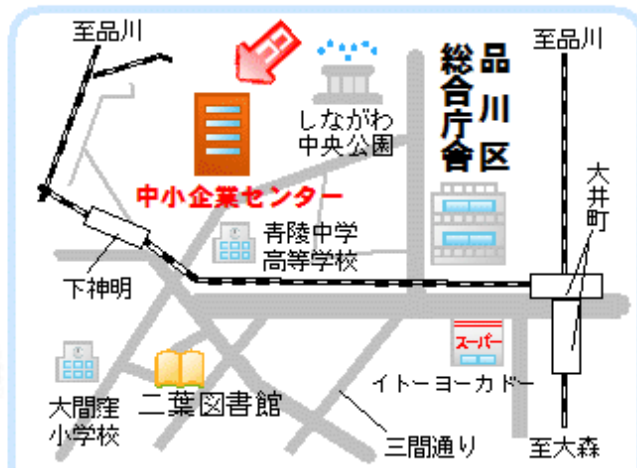 至品川
至品川
しながわ
中央公園
品川区
総合庁舎
大井町
中小企業センター
青陵中学
高等学校
下神明
スーパー
イトーヨーカドー
大間窪
小学校
二葉図書館
三間通り
至大森